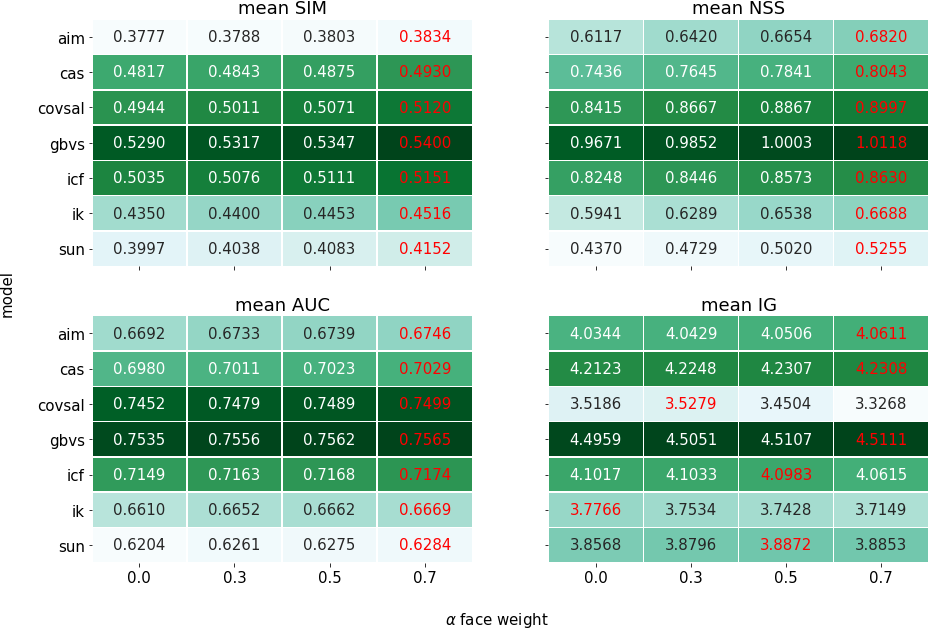 mean SIM
aim 0.3777 0.3788 0.3803 0.3834
cas 0.4817 0.4843 0.4875 0.4930
covsal 0.4944 0.5011 0.5071 0.5120
gbvs 0.5290 0.5317 0.5347 0.5400
icf 0.5035 0.5076 0.5111 0.5151
ik 0.4350 0.4400 0.4453 0.4516
sun 0.3997 0.4038 0.4083 0.4152
mean NSS
0.6117 0.6420 0.6654 0.6820
0.7436 0.7645 0.7841 0.8043
0.8415 0.8667 0.8867 0.8997
0.9671 0.9852 1.0003 1.0118
0.8248 0.8446 0.8573 0.8630
0.5941 0.6289 0.6538 0.6688
0.4370 0.4729 0.5020 0.5255
model
mean AUC
aim 0.6692 0.6733 0.6739 0.6746
cas 0.6980 0.7011 0.7023 0.7029
covsal 0.7452 0.7479 0.7489 0.7499
gbvs 0.7535 0.7556 0.7562 0.7565
icf 0.7149 0.7163 0.7168 0.7174
ik 0.6610 0.6652 0.6662 0.6669
sun 0.6204 0.6261 0.6275 0.6284
0.0 0.3 0.5 0.7
mean IG
4.0344 4.0429 4.0506 4.0611
4.2123 4.2248 4.2307 4.2308
3.5186 3.5279 3.4504 3.3268
4.4959 4.5051 4.5107 4.5111
4.1017 4.1033 4.0983 4.0615
3.7766 3.7534 3.7428 3.7149
3.8568 3.8796 3.8872 3.8853
0.0 0.3 0.5 0.7
α face weight